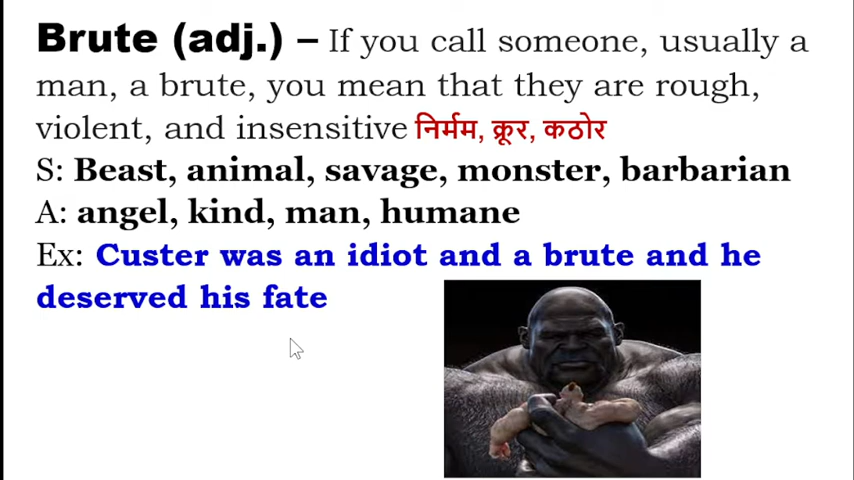 Brute (adj.) – If you call someone, usually a
man, a brute, you mean that they are rough,
violent, and insensitive निर्मम, क्रूर, कठोर
S: Beast, animal, savage, monster, barbarian
A: angel, kind, man, humane
Ex: Custer was an idiot and a brute and he
deserved his fate